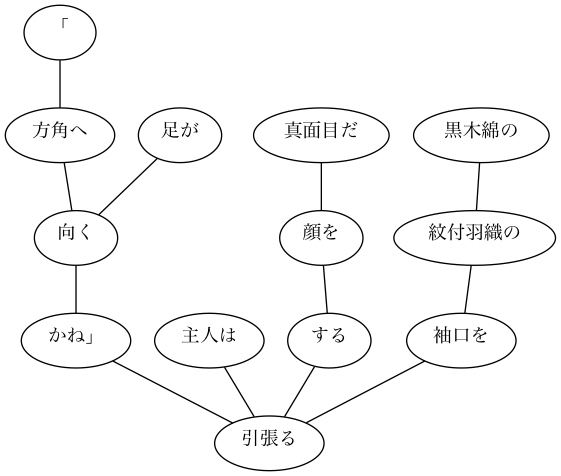 「
方角へ 足が 真面目だ 黒木綿の
向く 顔を 紋付羽織の
かね」 主人は する 袖口を
引張る